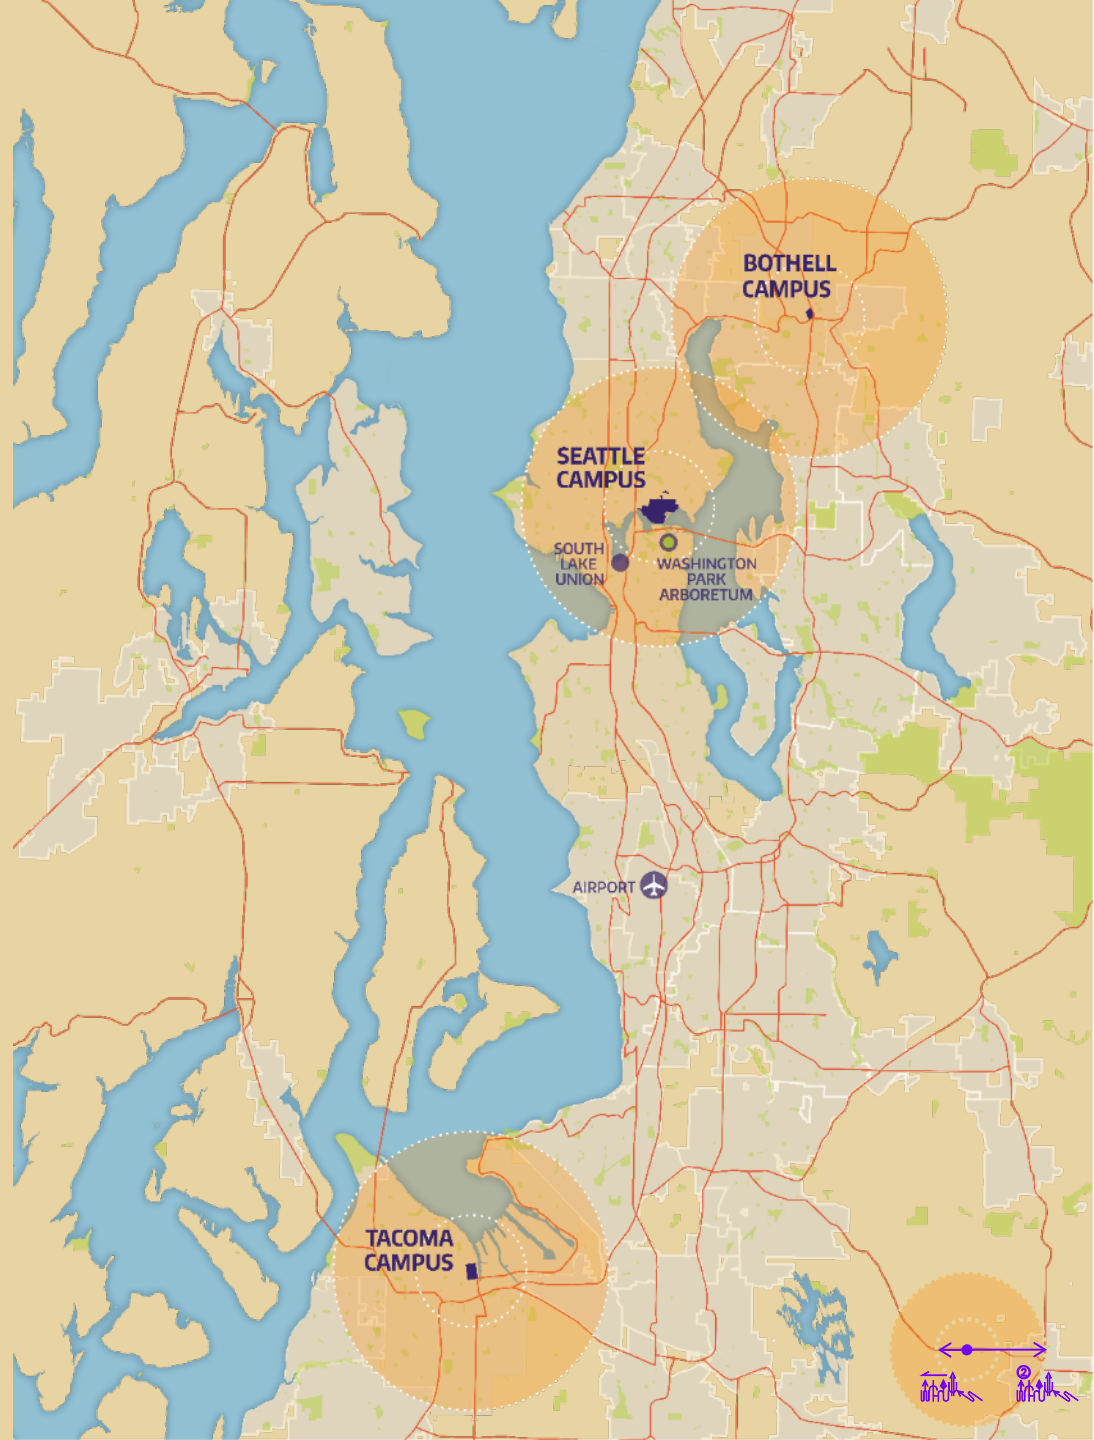 BOTHELL
CAMPUS
SEATTLE
CAMPUS
SOUTH
LAKE
UNION
WASHINGTON
PARK
ARBORETUM
AIRPORT
TACOMA
CAMPUS